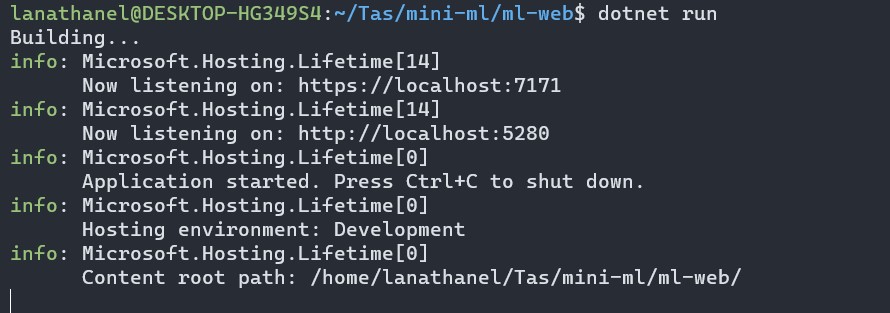 lanathanel@DESKTOP-HG349S4:~/Tas/mini-ml/ml-web$ dotnet run
Building...
info: Microsoft.Hosting.Lifetime[14]
      Now listening on: https://localhost:7171
info: Microsoft.Hosting.Lifetime[14]
      Now listening on: http://localhost:5280
info: Microsoft.Hosting.Lifetime[0]
      Application started. Press Ctrl+C to shut down.
info: Microsoft.Hosting.Lifetime[0]
      Hosting environment: Development
info: Microsoft.Hosting.Lifetime[0]
      Content root path: /home/lanathanel/Tas/mini-ml/ml-web/